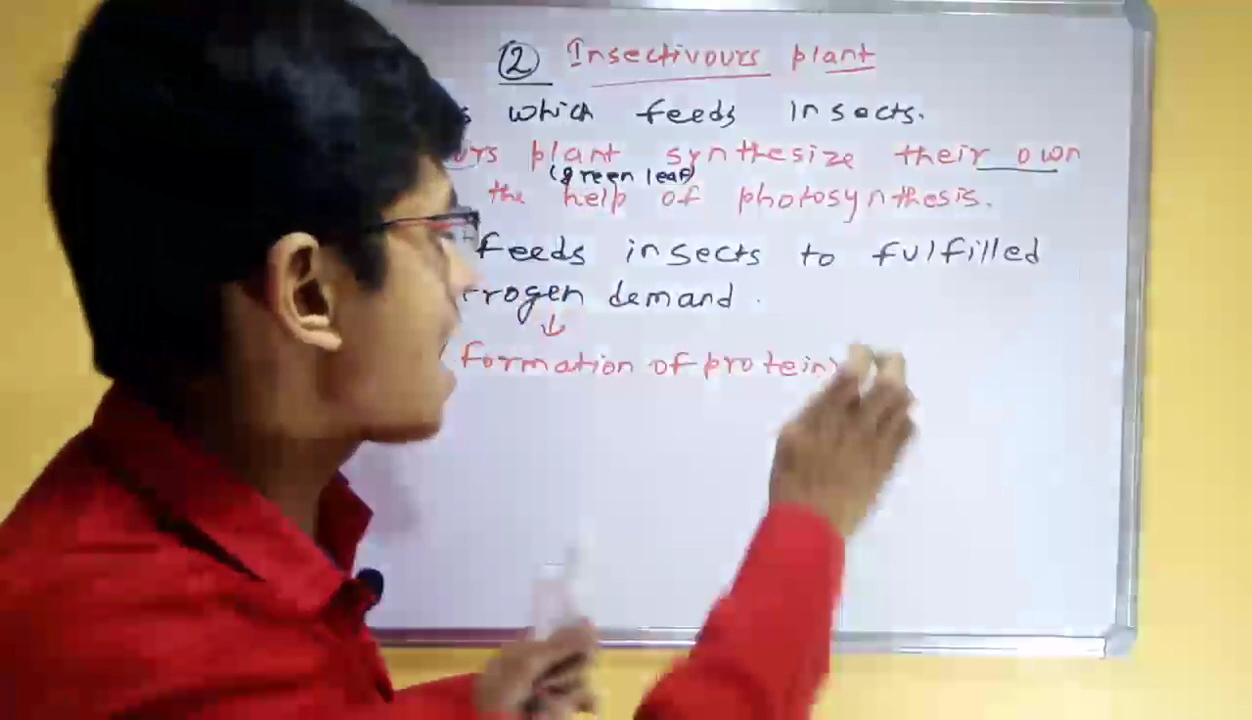 ② Insectivours plant
which feeds insects.
plant synthesize their own
(green leaf)
the help of photosynthesis.
feeds insects to fulfilled
demand.
formation of protein